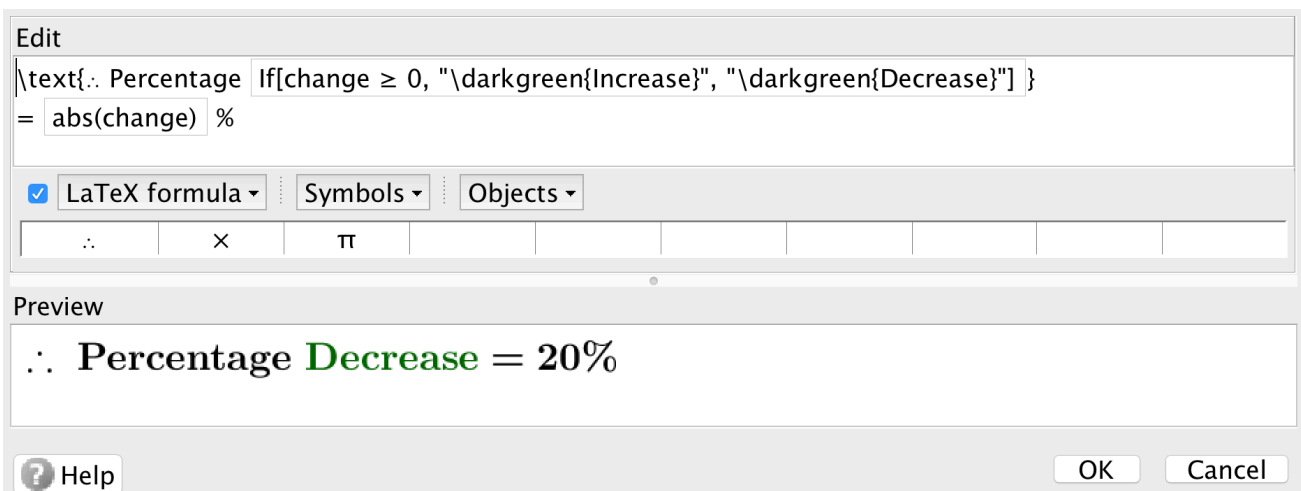 Edit
\text{∴ Percentage If[change ≥ 0, "\darkgreen{Increase}", "\darkgreen{Decrease}"] }
= abs(change) %
LaTeX formula Symbols Objects
∴ × π
Preview
∴ Percentage Decrease = 20%
? Help OK Cancel